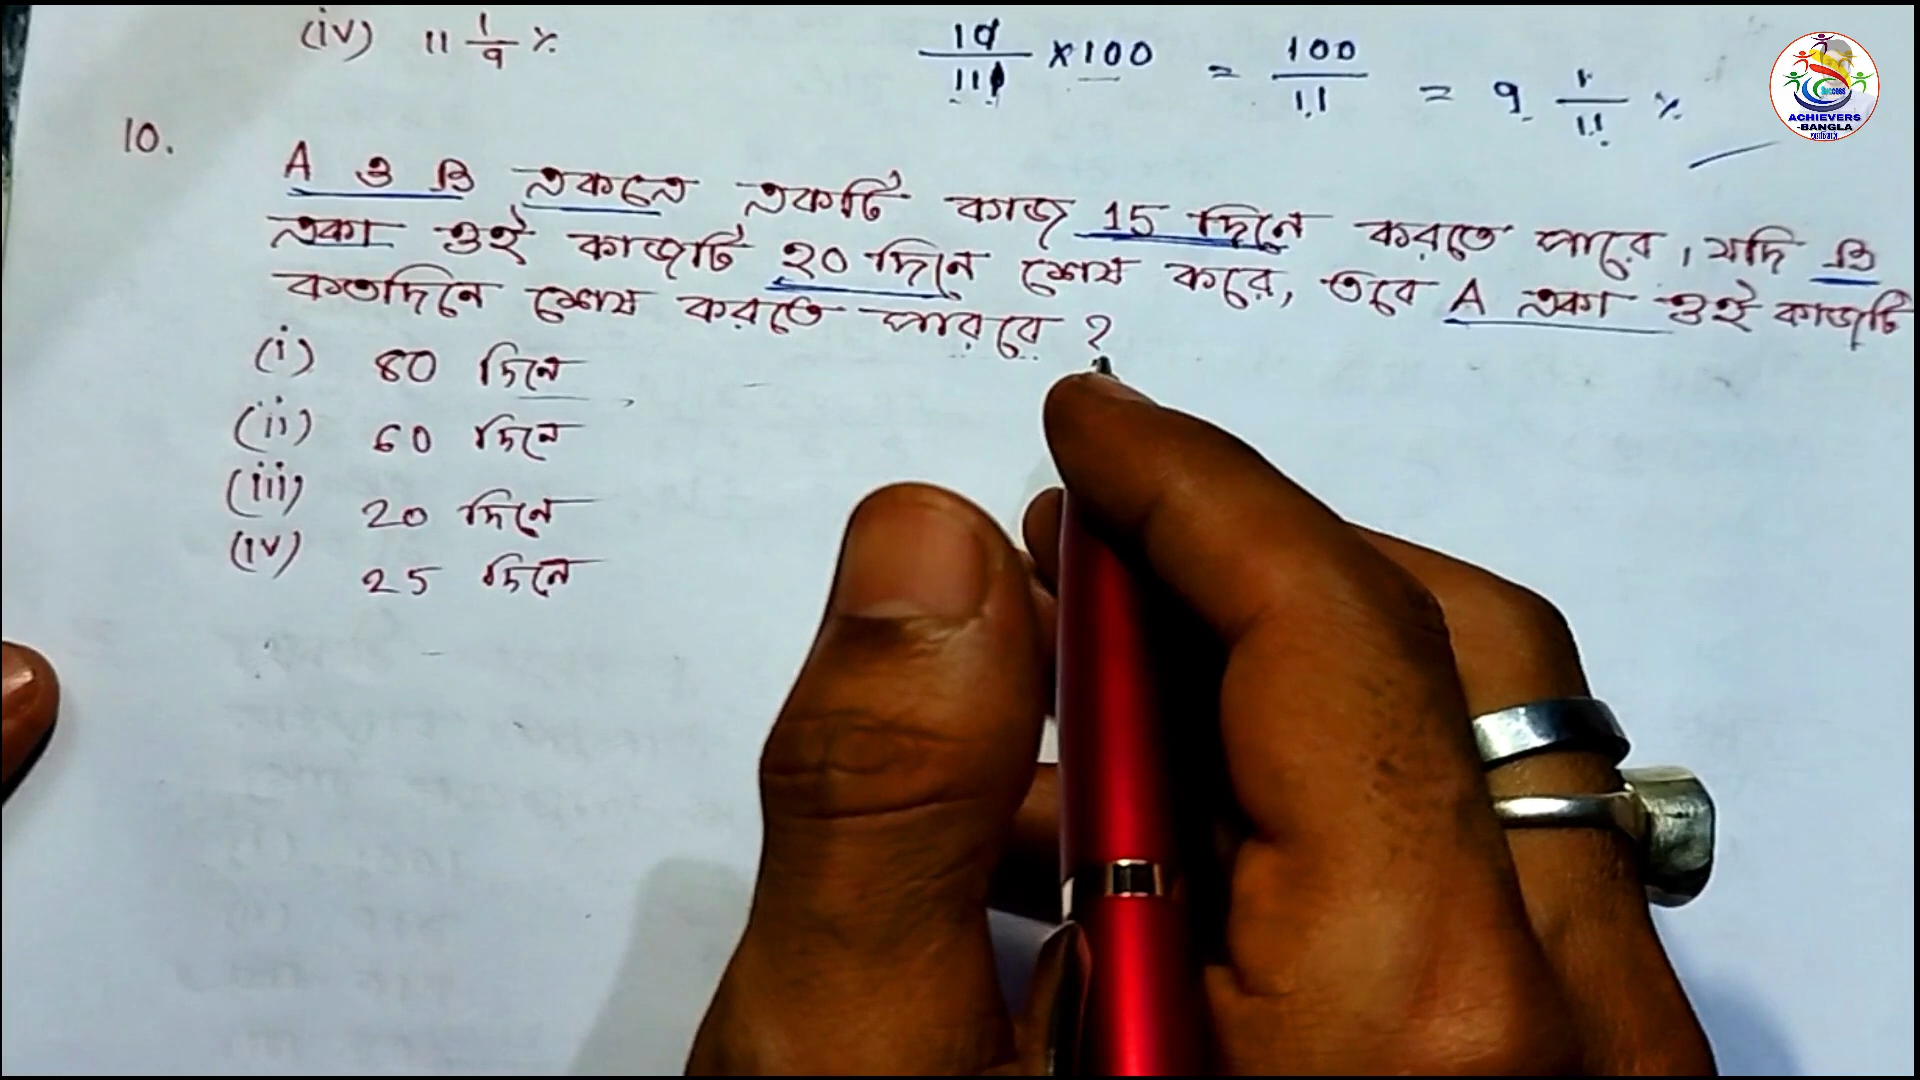 (iv) 11 1/9 %
10/110 × 100 = 100/11 = 9 1/11 %
10.
A ও B একত্রে একটি কাজ 15 দিনে করতে পারে। যদি B
একা ওই কাজটি 20 দিনে শেষ করে, তবে A একা ওই কাজটি
কতদিনে শেষ করতে পারবে ?
(i) 80 দিনে
(ii) 60 দিনে
(iii) 20 দিনে
(iv) 25 দিনে
Success
ACHIEVERS
-BANGLA